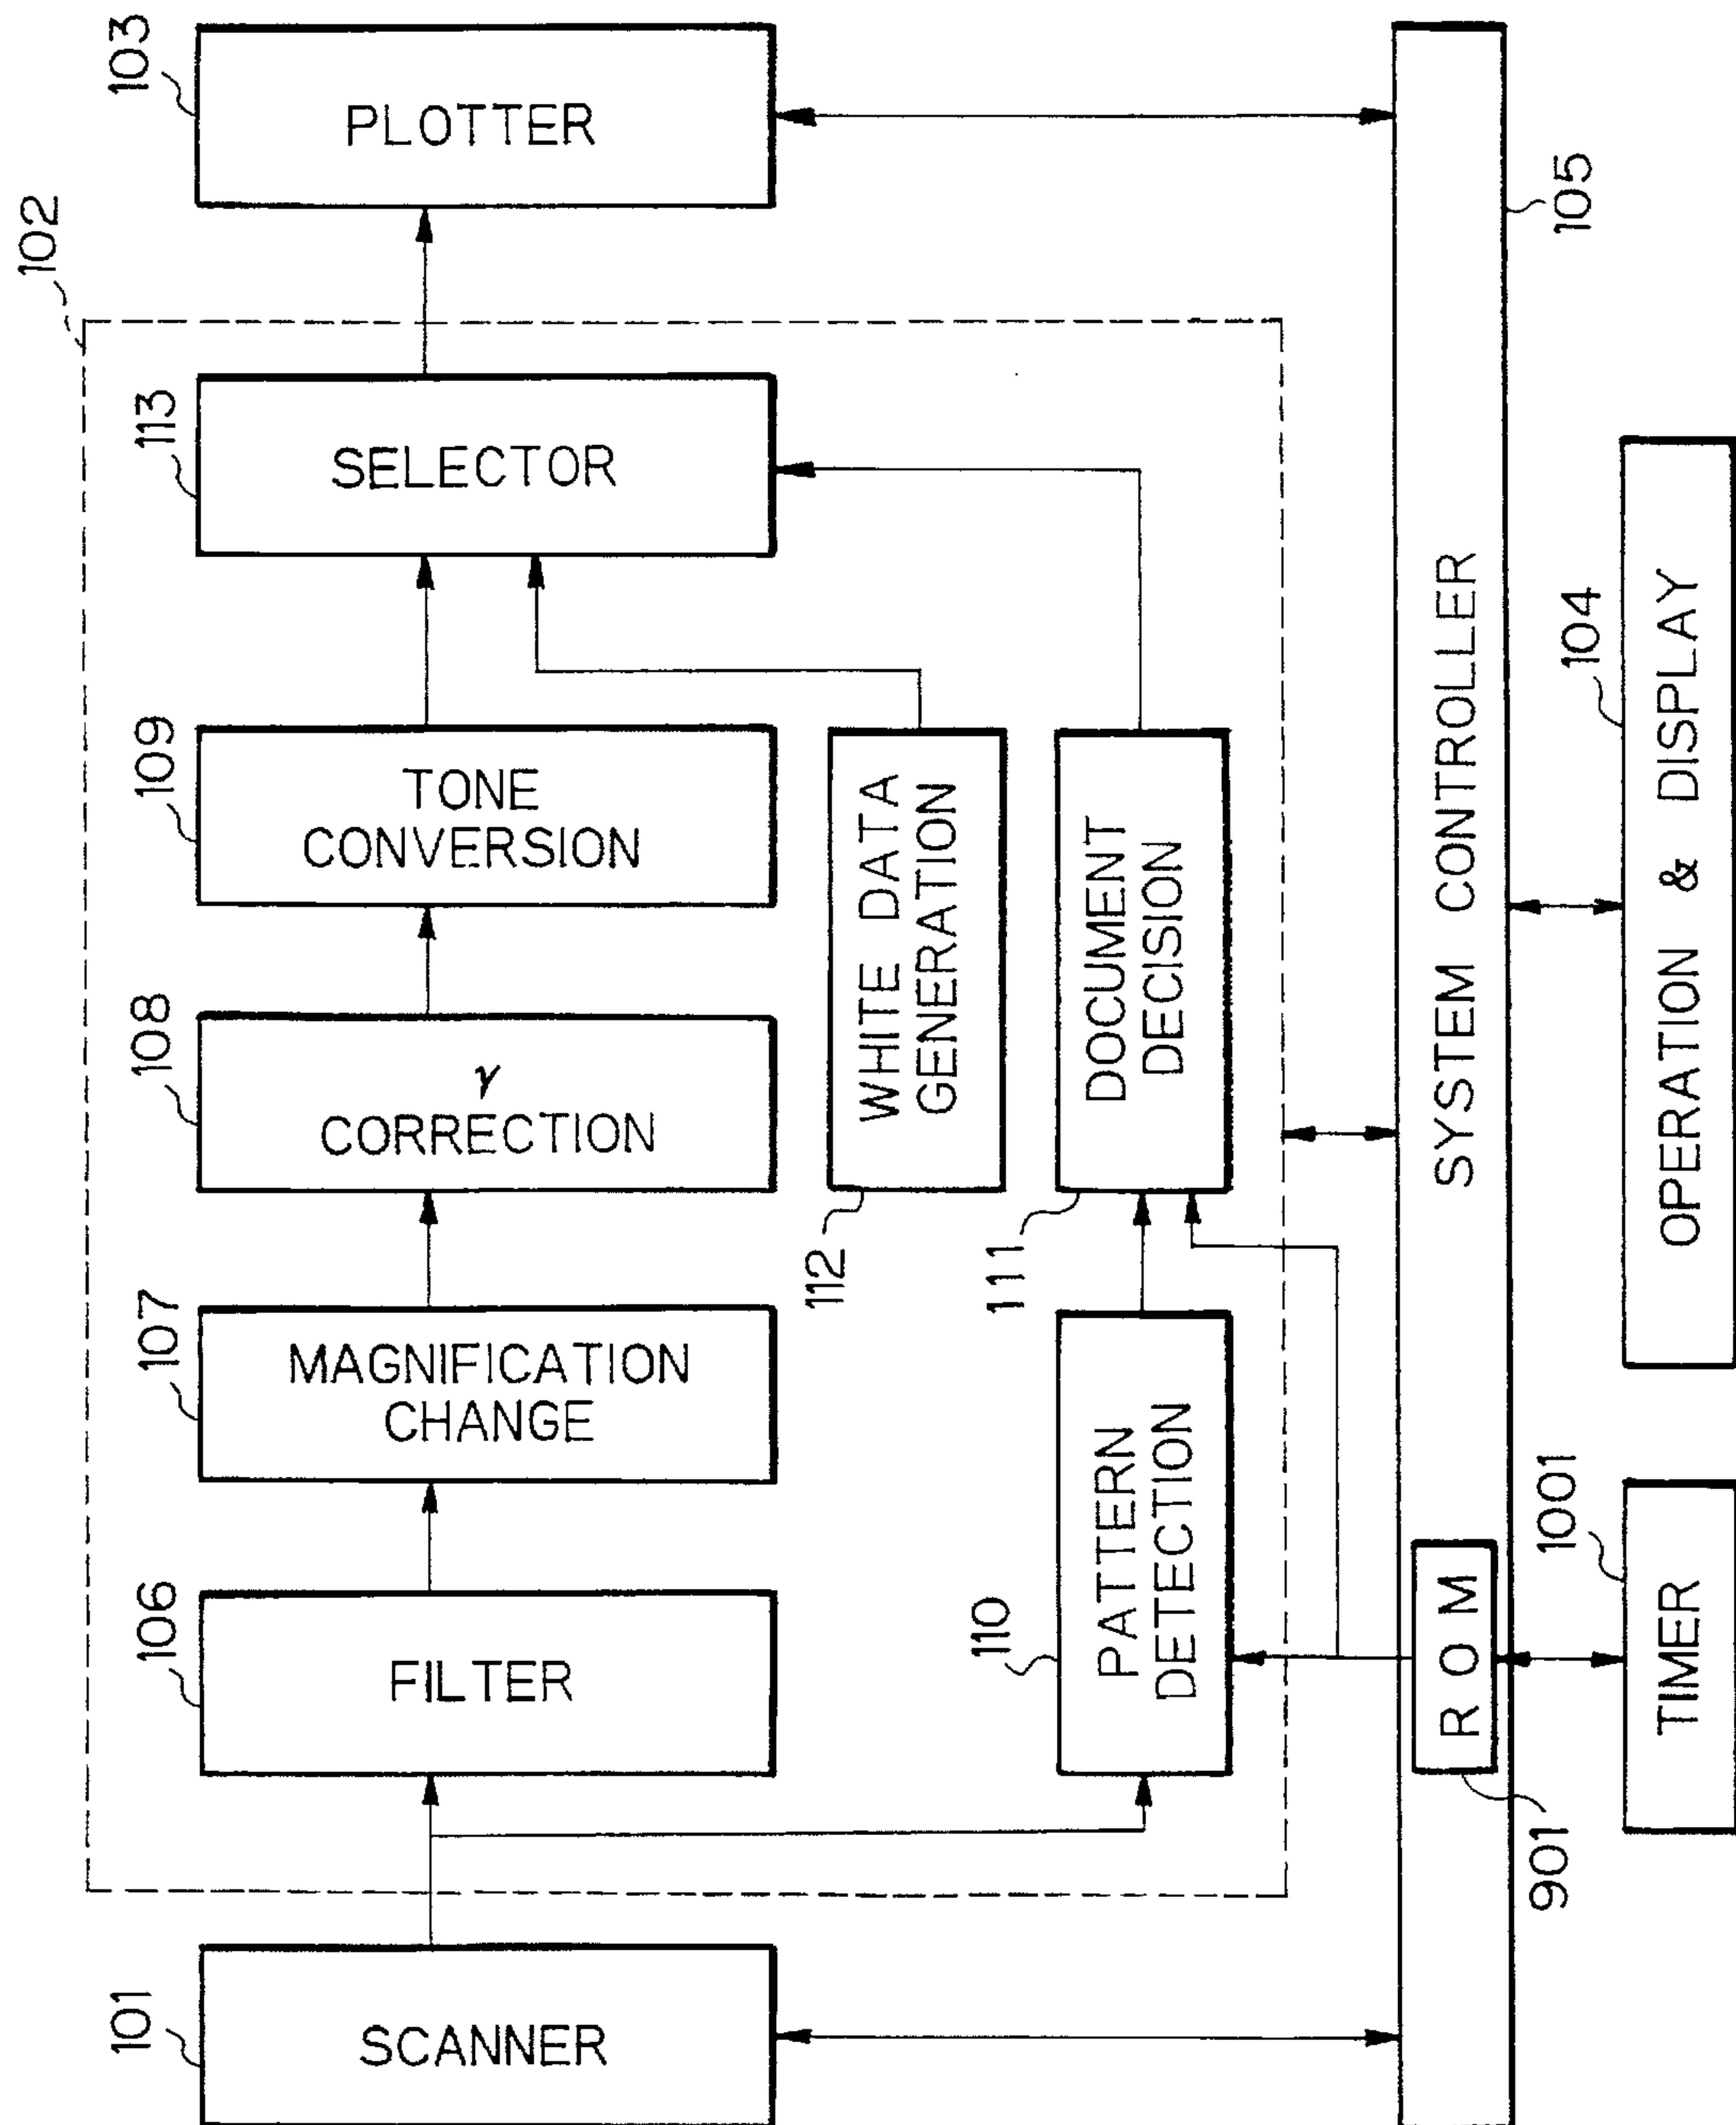 101
SCANNER
102
106
FILTER
107
MAGNIFICATION
CHANGE
108
γ
CORRECTION
109
TONE
CONVERSION
113
SELECTOR
103
PLOTTER
112
WHITE DATA
GENERATION
110
PATTERN
DETECTION
111
DOCUMENT
DECISION
ROM
901
SYSTEM CONTROLLER
105
1001
TIMER
104
OPERATION & DISPLAY